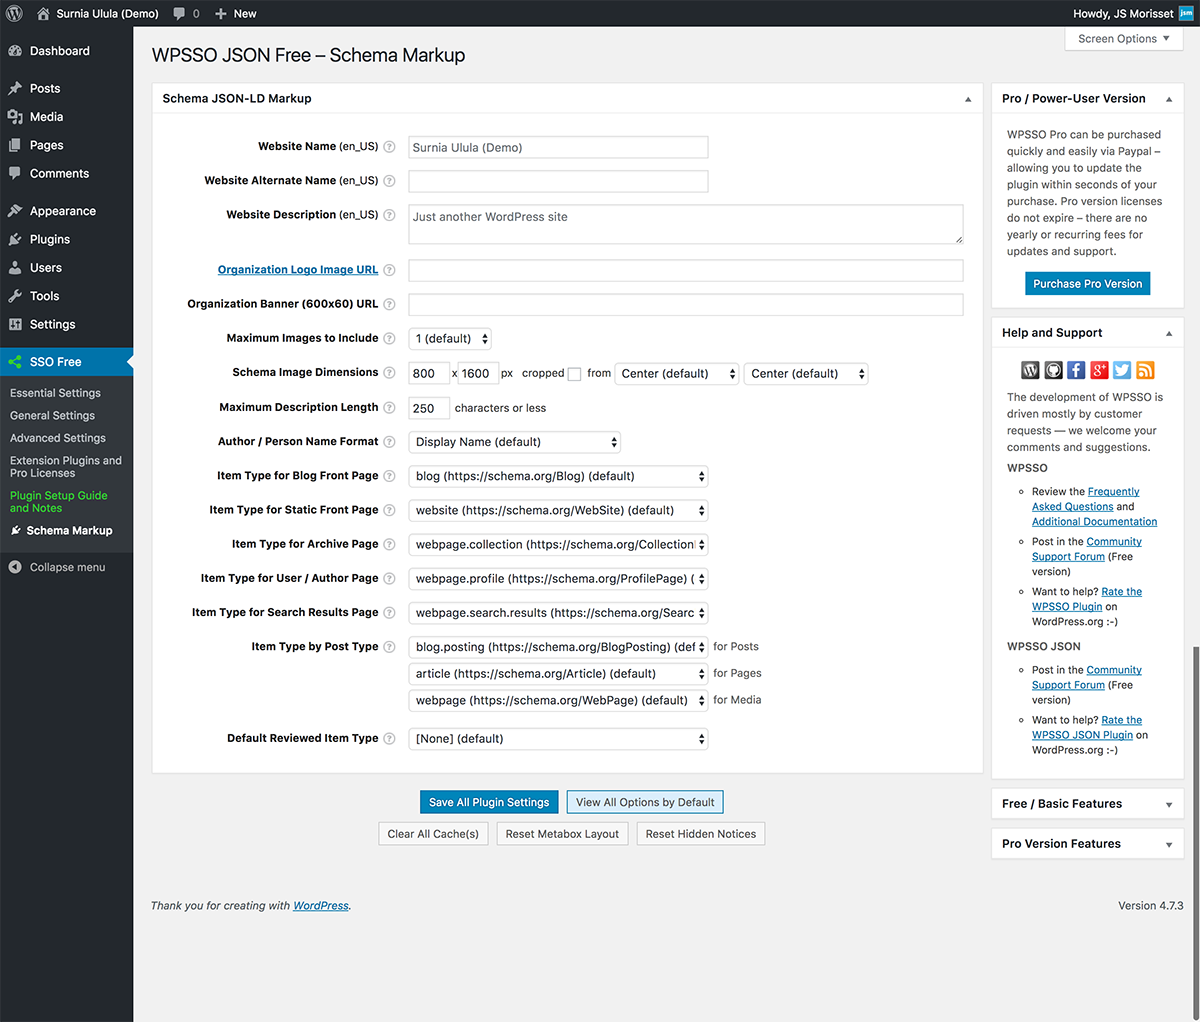 Surnia Ulula (Demo) 0 + New Howdy, JS Morisset jsm
Screen Options
Dashboard
Posts
Media
Pages
Comments
Appearance
Plugins
Users
Tools
Settings
SSO Free
Essential Settings
General Settings
Advanced Settings
Extension Plugins and
Pro Licenses
Plugin Setup Guide
and Notes
Schema Markup
Collapse menu
WPSSO JSON Free – Schema Markup
Schema JSON-LD Markup
Website Name (en_US) ? Surnia Ulula (Demo)
Website Alternate Name (en_US) ?
Website Description (en_US) ? Just another WordPress site
Organization Logo Image URL ?
Organization Banner (600x60) URL ?
Maximum Images to Include ? 1 (default)
Schema Image Dimensions ? 800 x 1600 px cropped from Center (default) Center (default)
Maximum Description Length ? 250 characters or less
Author / Person Name Format ? Display Name (default)
Item Type for Blog Front Page ? blog (https://schema.org/Blog) (default)
Item Type for Static Front Page ? website (https://schema.org/WebSite) (default)
Item Type for Archive Page ? webpage.collection (https://schema.org/Collection
Item Type for User / Author Page ? webpage.profile (https://schema.org/ProfilePage) (
Item Type for Search Results Page ? webpage.search.results (https://schema.org/Searc
Item Type by Post Type ? blog.posting (https://schema.org/BlogPosting) (def for Posts
article (https://schema.org/Article) (default) for Pages
webpage (https://schema.org/WebPage) (default) for Media
Default Reviewed Item Type ? [None] (default)
Save All Plugin Settings View All Options by Default
Clear All Cache(s) Reset Metabox Layout Reset Hidden Notices
Pro / Power-User Version
WPSSO Pro can be purchased
quickly and easily via Paypal –
allowing you to update the
plugin within seconds of your
purchase. Pro version licenses
do not expire – there are no
yearly or recurring fees for
updates and support.
Purchase Pro Version
Help and Support
The development of WPSSO is
driven mostly by customer
requests — we welcome your
comments and suggestions.
WPSSO
Review the Frequently
Asked Questions and
Additional Documentation
Post in the Community
Support Forum (Free
version)
Want to help? Rate the
WPSSO Plugin on
WordPress.org :-)
WPSSO JSON
Post in the Community
Support Forum (Free
version)
Want to help? Rate the
WPSSO JSON Plugin on
WordPress.org :-)
Free / Basic Features
Pro Version Features
Thank you for creating with WordPress.
Version 4.7.3